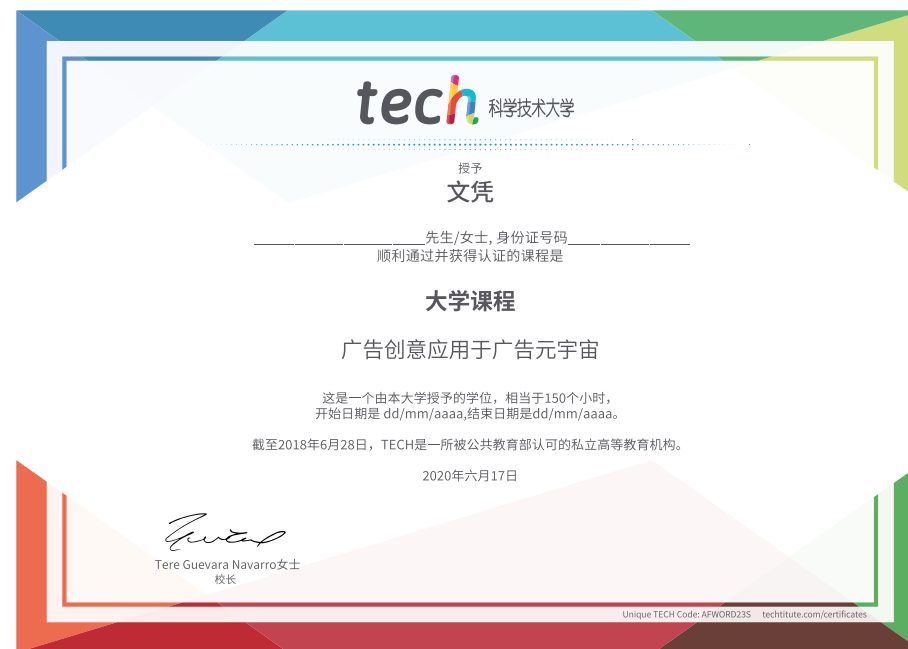 tech 科学技术大学
授予
文凭
先生/女士, 身份证号码
顺利通过并获得认证的课程是
大学课程
广告创意应用于广告元宇宙
这是一个由本大学授予的学位，相当于150个小时，
开始日期是 dd/mm/aaaa,结束日期是dd/mm/aaaa。
截至2018年6月28日，TECH是一所被公共教育部认可的私立高等教育机构。
2020年六月17日
Tere Guevara Navarro女士
校长
Unique TECH Code: AFWORD23S techtitute.com/certificates